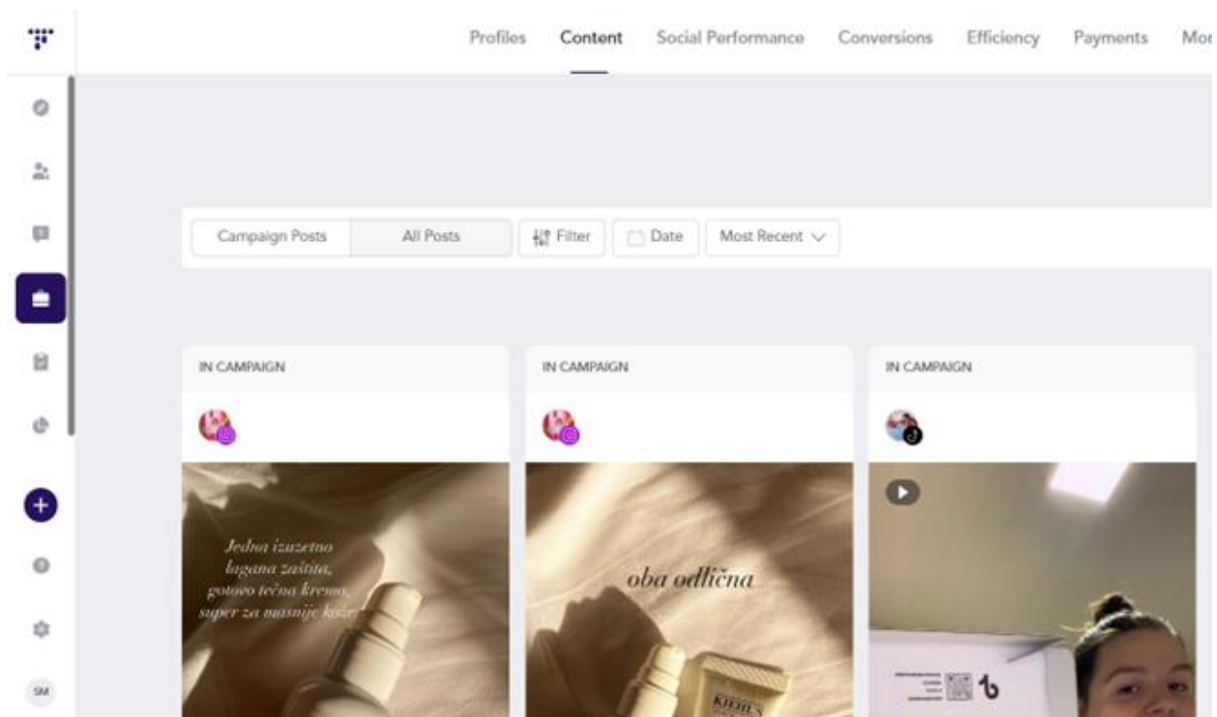 Profiles Content Social Performance Conversions Efficiency Payments Mor
Campaign Posts All Posts Filter Date Most Recent
IN CAMPAIGN IN CAMPAIGN IN CAMPAIGN
Jedna izuzetno
lagana zaštita,
gotovo tečna krema,
super za masnije kože
oba odlična
KIEHL'S
SM